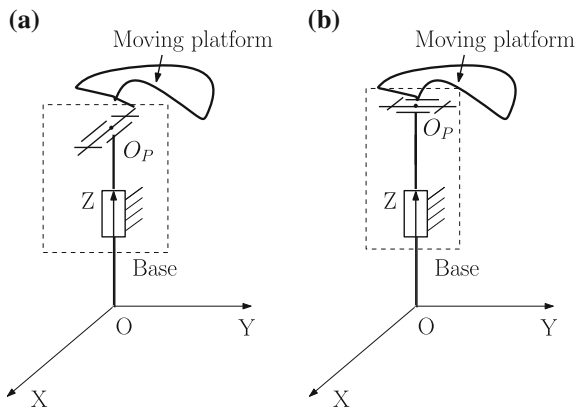 (a)
Moving platform
O_P
Z
Base
O
Y
X
(b)
Moving platform
O_P
Z
Base
O
Y
X